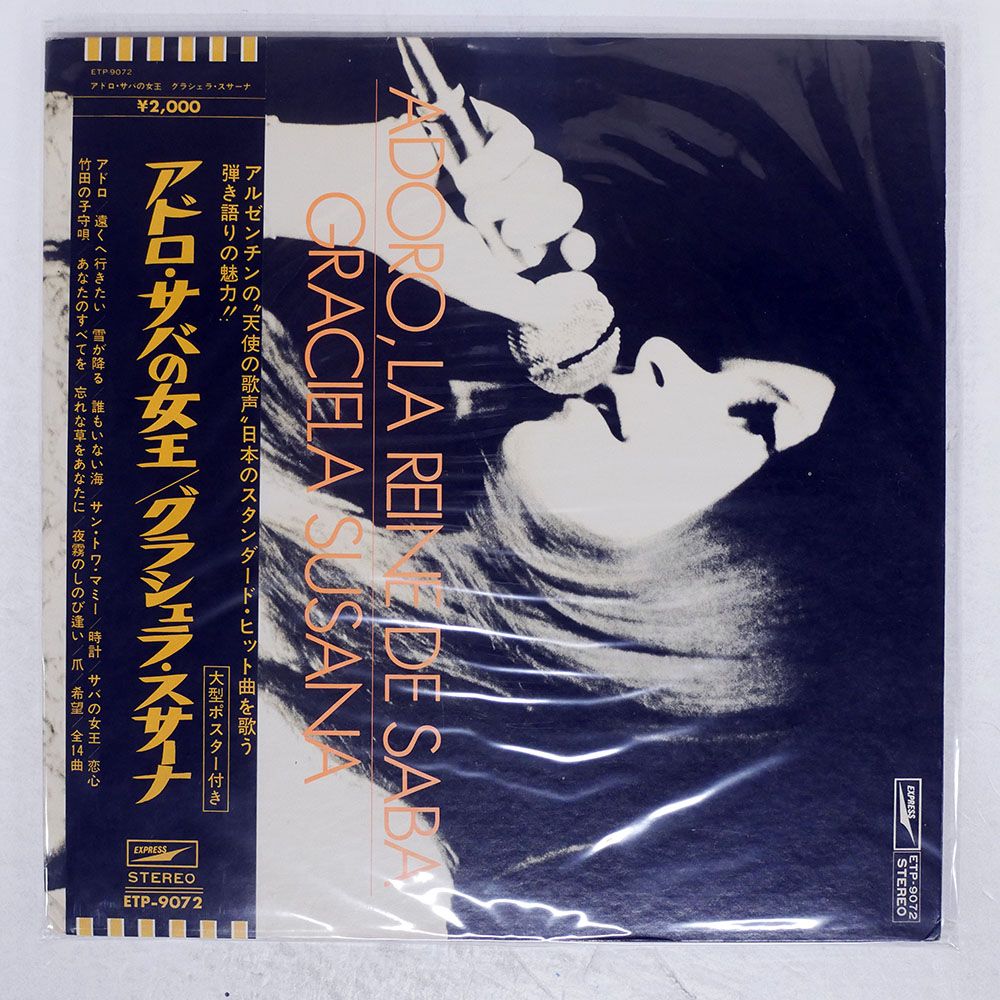 ETP-9072
アドロ・サバの女王 グラシェラ・スサーナ
¥2,000
アルゼンチンの〝天使の歌声〟日本のスタンダード・ヒット曲を歌う
弾き語りの魅力!!
大型ポスター付き
アドロ・サバの女王/グラシェラ・スサーナ
アドロ/遠くへ行きたい/雪が降る/誰もいない海/サン・トワ・マミー/時計/サバの女王/恋心
竹田の子守唄/あなたのすべてを/忘れな草をあなたに/夜霧のしのび逢い/爪/希望/全14曲
EXPRESS
STEREO
ETP-9072
ADORO, LA REINE DE SABA.
GRACIELA SUSANA
EXPRESS
ETP-9072
STEREO